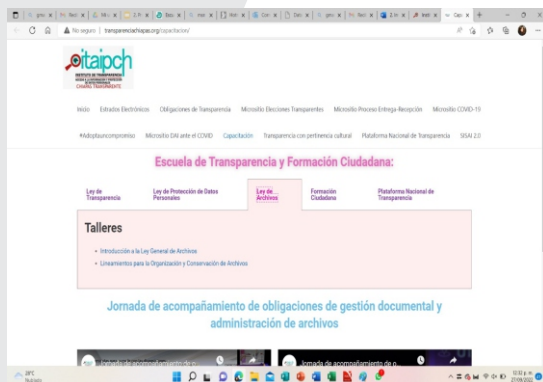 No seguro | transparenciachiapas.org/capacitacion/
itaipch
INSTITUTO DE TRANSPARENCIA
CHIAPAS TRANSPARENTE
Inicio Estrados Electrónicos Obligaciones de Transparencia Micrositio Elecciones Transparentes Micrositio Proceso Entrega-Recepción Micrositio COVID-19
#Adoptauncompromiso Micrositio DAI ante el COVID Capacitación Transparencia con pertinencia cultural Plataforma Nacional de Transparencia SISAI 2.0
Escuela de Transparencia y Formación Ciudadana:
Ley de Transparencia
Ley de Protección de Datos Personales
Ley de Archivos
Formación Ciudadana
Plataforma Nacional de Transparencia
Talleres
Introducción a la Ley General de Archivos
Lineamientos para la Organización y Conservación de Archivos
Jornada de acompañamiento de obligaciones de gestión documental y
administración de archivos
Jornada de acompañamiento de o...
Jornada de acompañamiento de o...